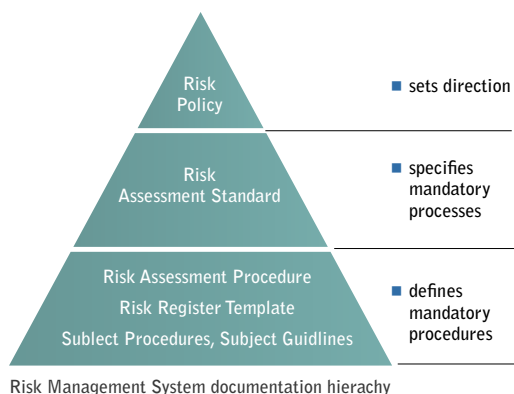 Risk
Policy
■ sets direction
Risk
Assessment Standard
■ specifies
mandatory
processes
Risk Assessment Procedure
Risk Register Template
Sublect Procedures, Subject Guidlines
■ defines
mandatory
procedures
Risk Management System documentation hierachy